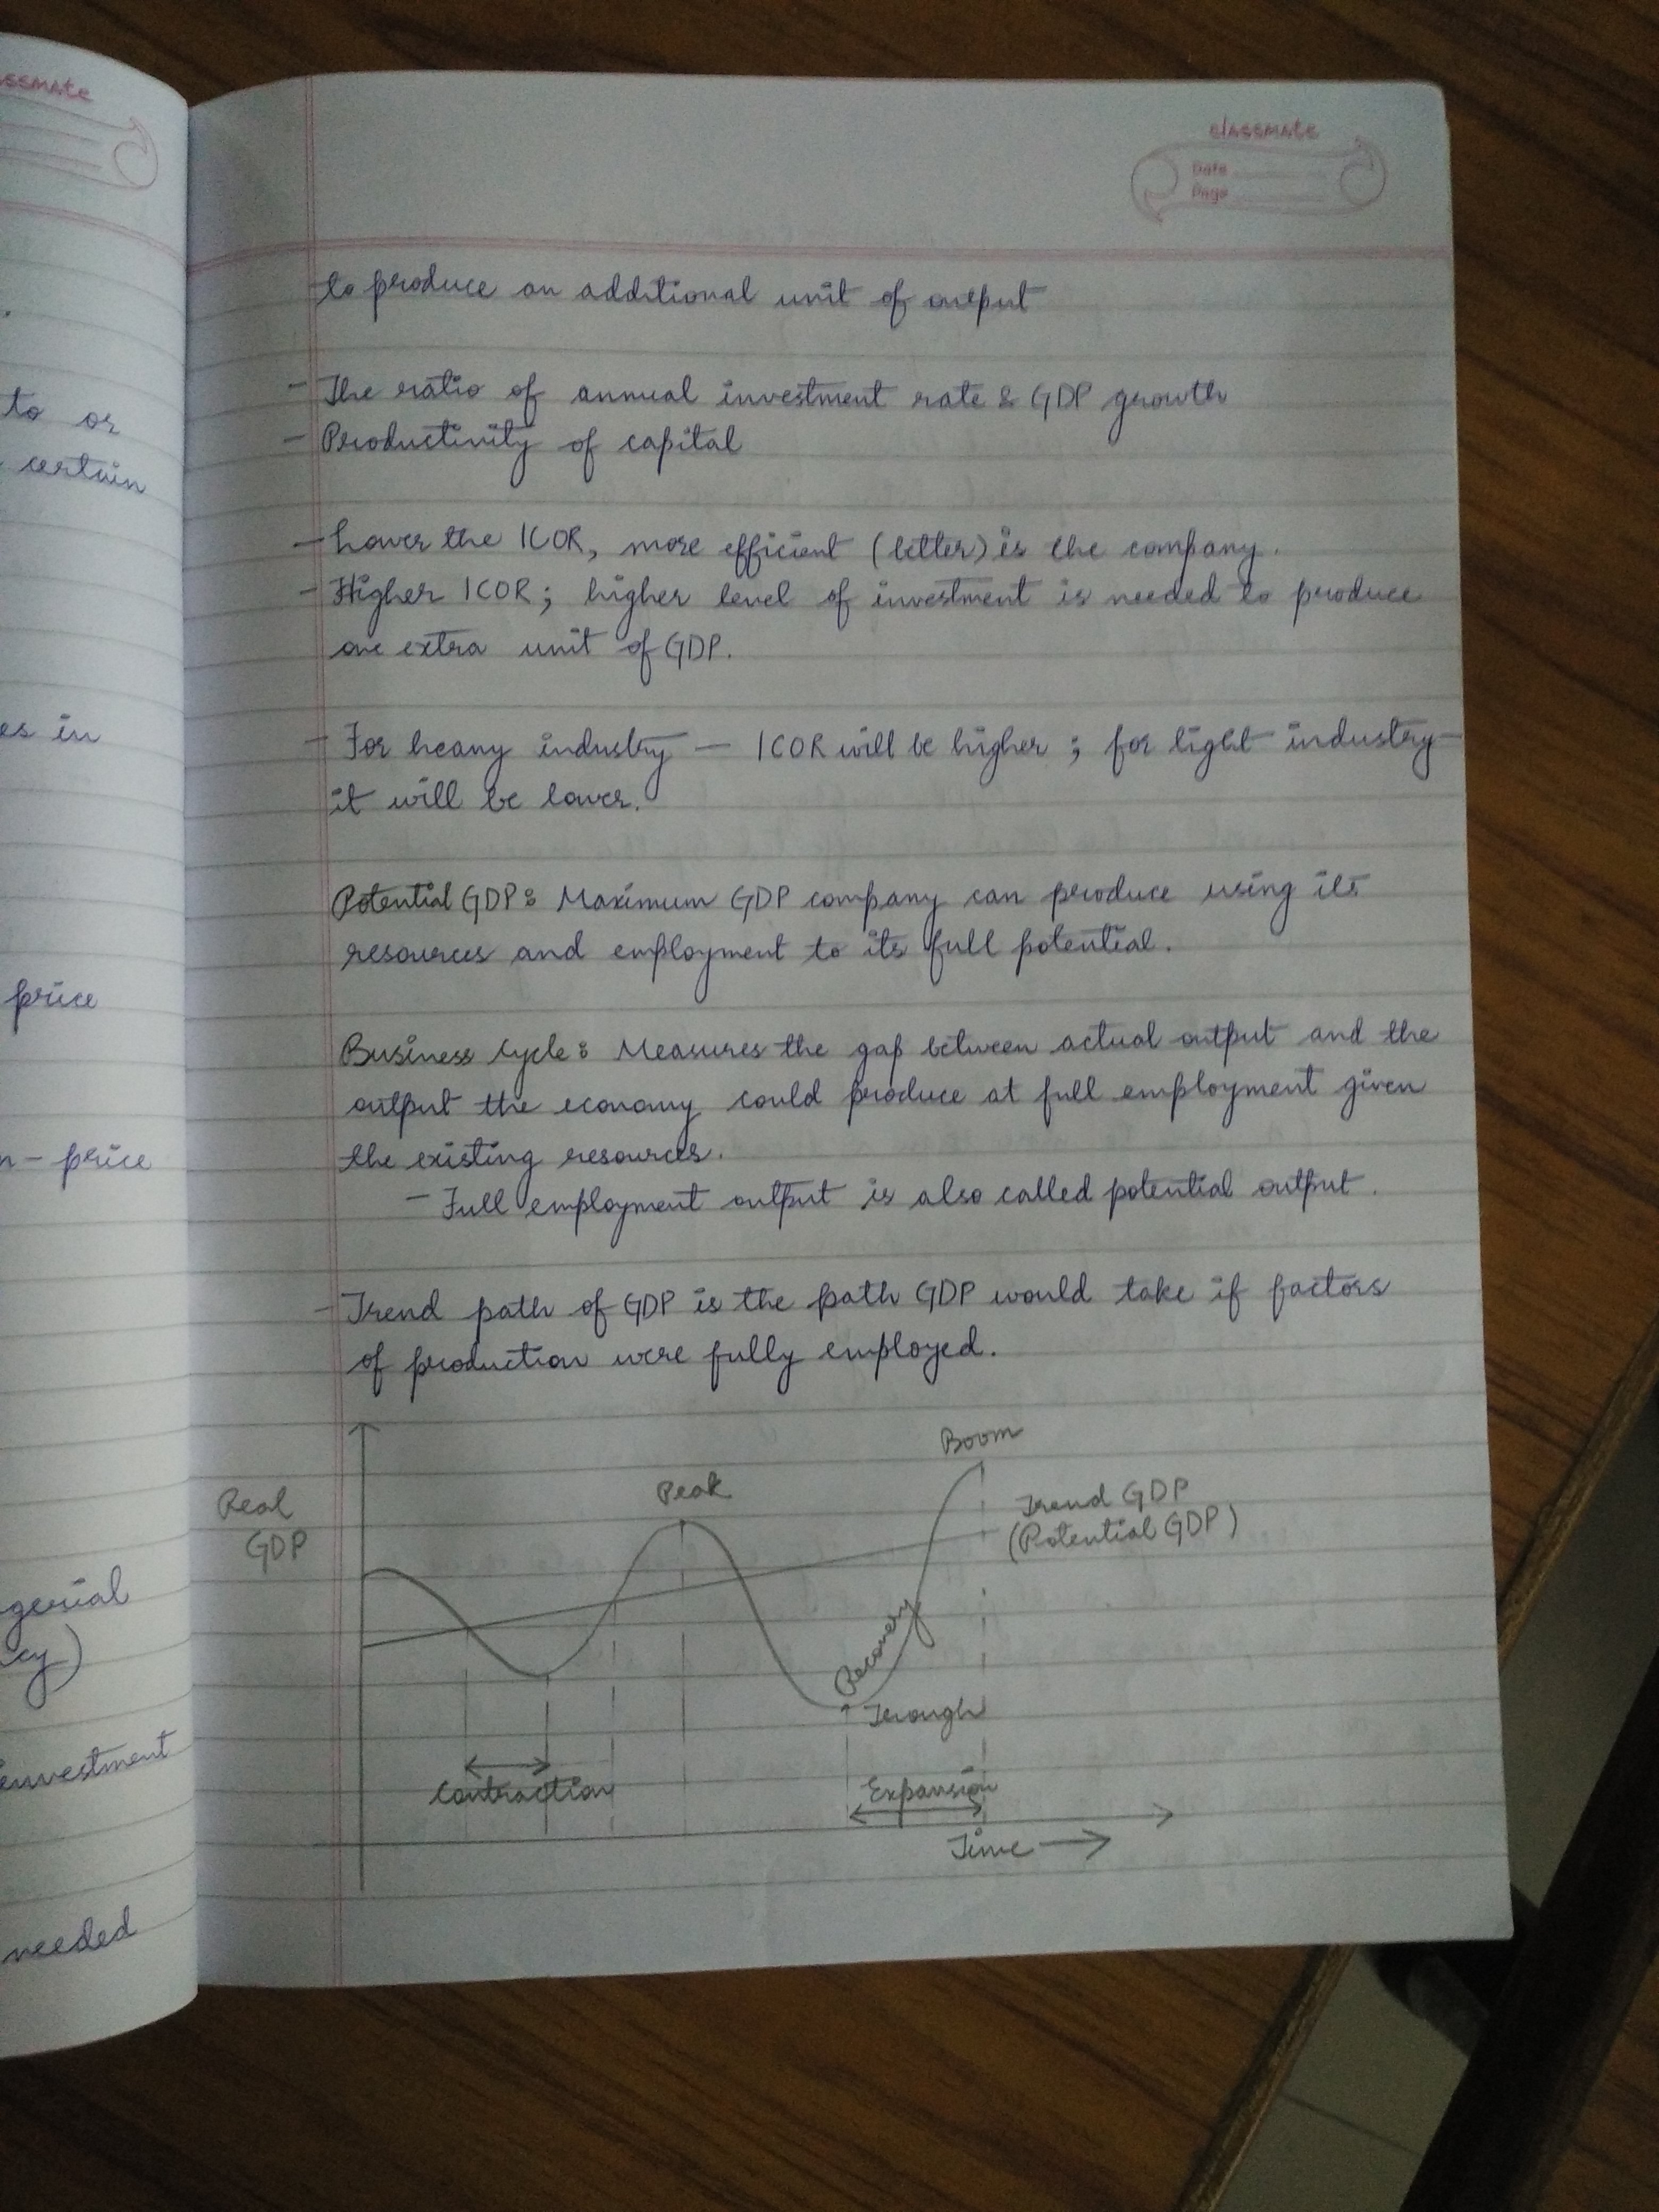 ssmate
to or
certain
es in
price
n - price
gerial
cy)
investment
needed
classmate
Date
Page
to produce an additional unit of output
- The ratio of annual investment rate & GDP growth
- Productivity of capital
- Lower the ICOR, more efficient (better) is the company.
- Higher ICOR; higher level of investment is needed to produce
one extra unit of GDP.
- For heavy industry — ICOR will be higher ; for light industry
it will be lower.
Potential GDP: Maximum GDP company can produce using its
resources and employment to its full potential.
Business Cycle: Measures the gap between actual output and the
output the economy could produce at full employment given
the existing resources.
- Full employment output is also called potential output.
- Trend path of GDP is the path GDP would take if factors
of production were fully employed.
Boom
Peak
Real
GDP
Trend GDP
(Potential GDP)
Recovery
Trough
Contraction
Expansion
Time